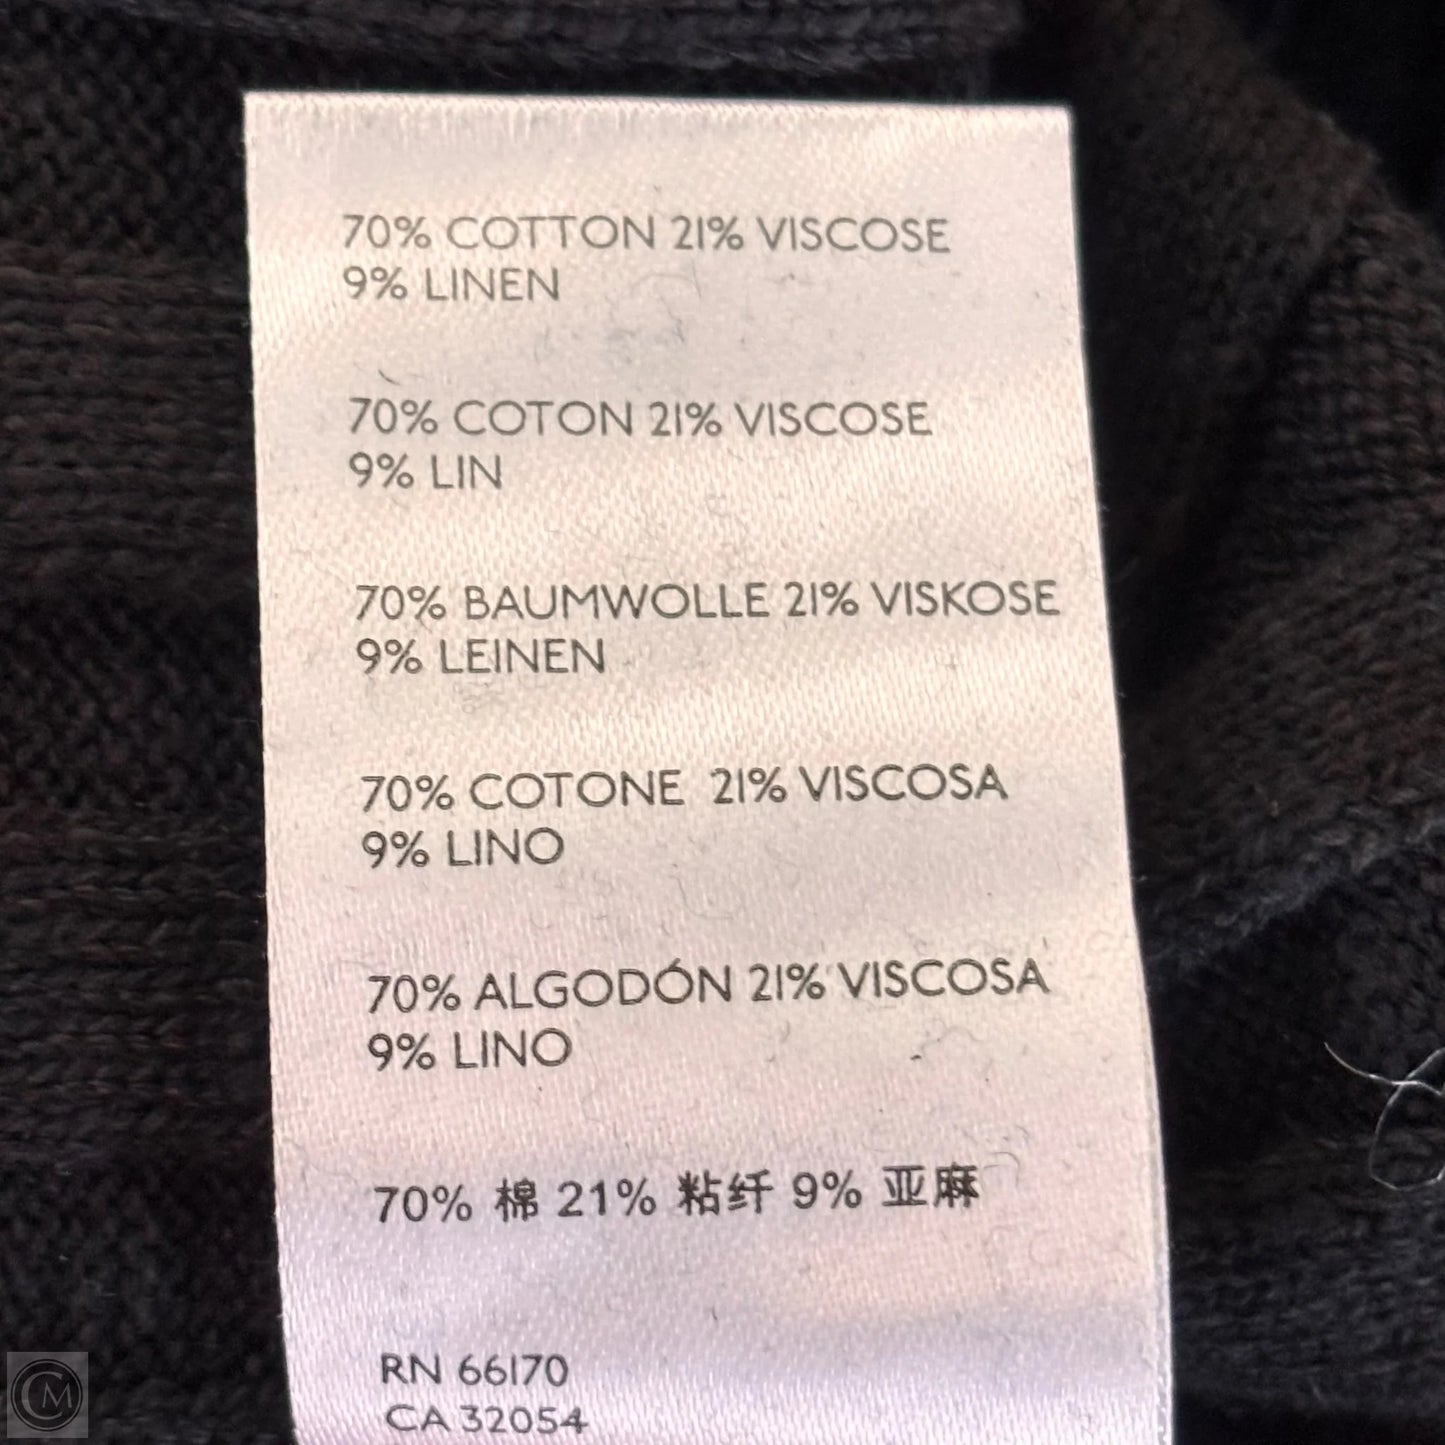 70% COTTON 21% VISCOSE
9% LINEN
70% COTON 21% VISCOSE
9% LIN
70% BAUMWOLLE 21% VISKOSE
9% LEINEN
70% COTONE 21% VISCOSA
9% LINO
70% ALGODÓN 21% VISCOSA
9% LINO
70% 棉 21% 粘纤 9% 亚麻
RN 66170
CA 32054
CM